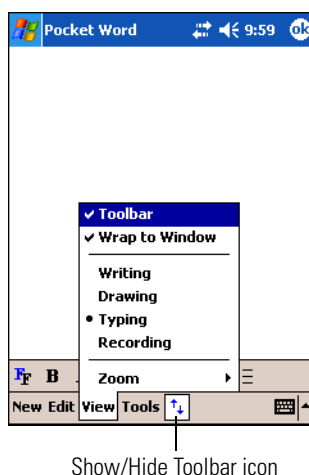 Pocket Word 9:59 ok
Toolbar
Wrap to Window
Writing
Drawing
Typing
Recording
Zoom
FF B
New Edit View Tools
Show/Hide Toolbar icon